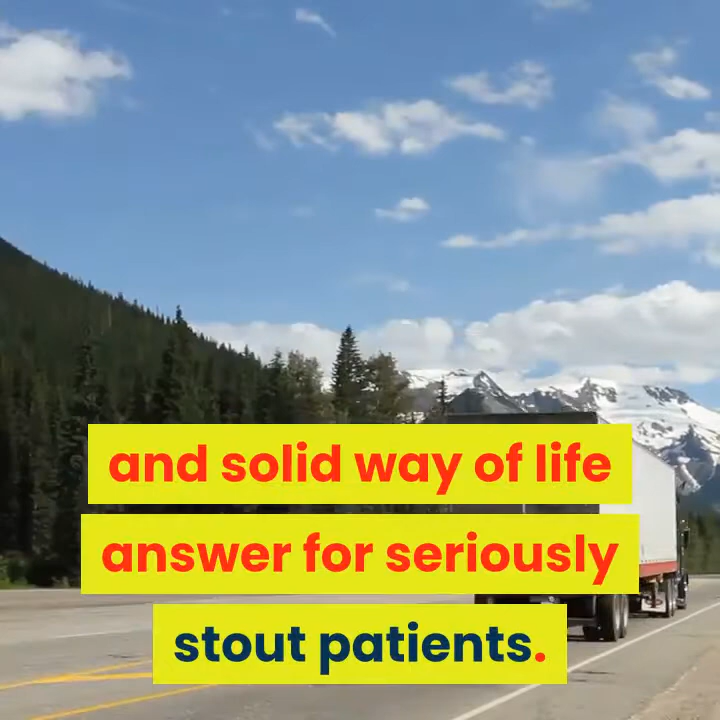 and solid way of life
answer for seriously
stout patients.